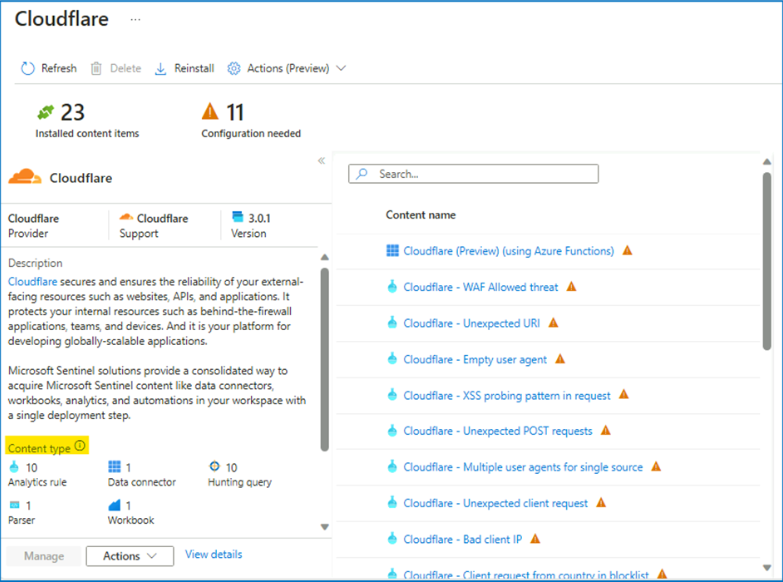 Cloudflare ...
Refresh Delete Reinstall Actions (Preview)
23 11
Installed content items Configuration needed
Cloudflare
Cloudflare Cloudflare 3.0.1
Provider Support Version
Description
Cloudflare secures and ensures the reliability of your external-
facing resources such as websites, APIs, and applications. It
protects your internal resources such as behind-the-firewall
applications, teams, and devices. And it is your platform for
developing globally-scalable applications.
Microsoft Sentinel solutions provide a consolidated way to
acquire Microsoft Sentinel content like data connectors,
workbooks, analytics, and automations in your workspace with
a single deployment step.
Content type
10 1 10
Analytics rule Data connector Hunting query
1 1
Parser Workbook
Manage Actions View details
Search...
Content name
Cloudflare (Preview) (using Azure Functions)
Cloudflare - WAF Allowed threat
Cloudflare - Unexpected URI
Cloudflare - Empty user agent
Cloudflare - XSS probing pattern in request
Cloudflare - Unexpected POST requests
Cloudflare - Multiple user agents for single source
Cloudflare - Unexpected client request
Cloudflare - Bad client IP
Cloudflare - Client request from country in blocklist